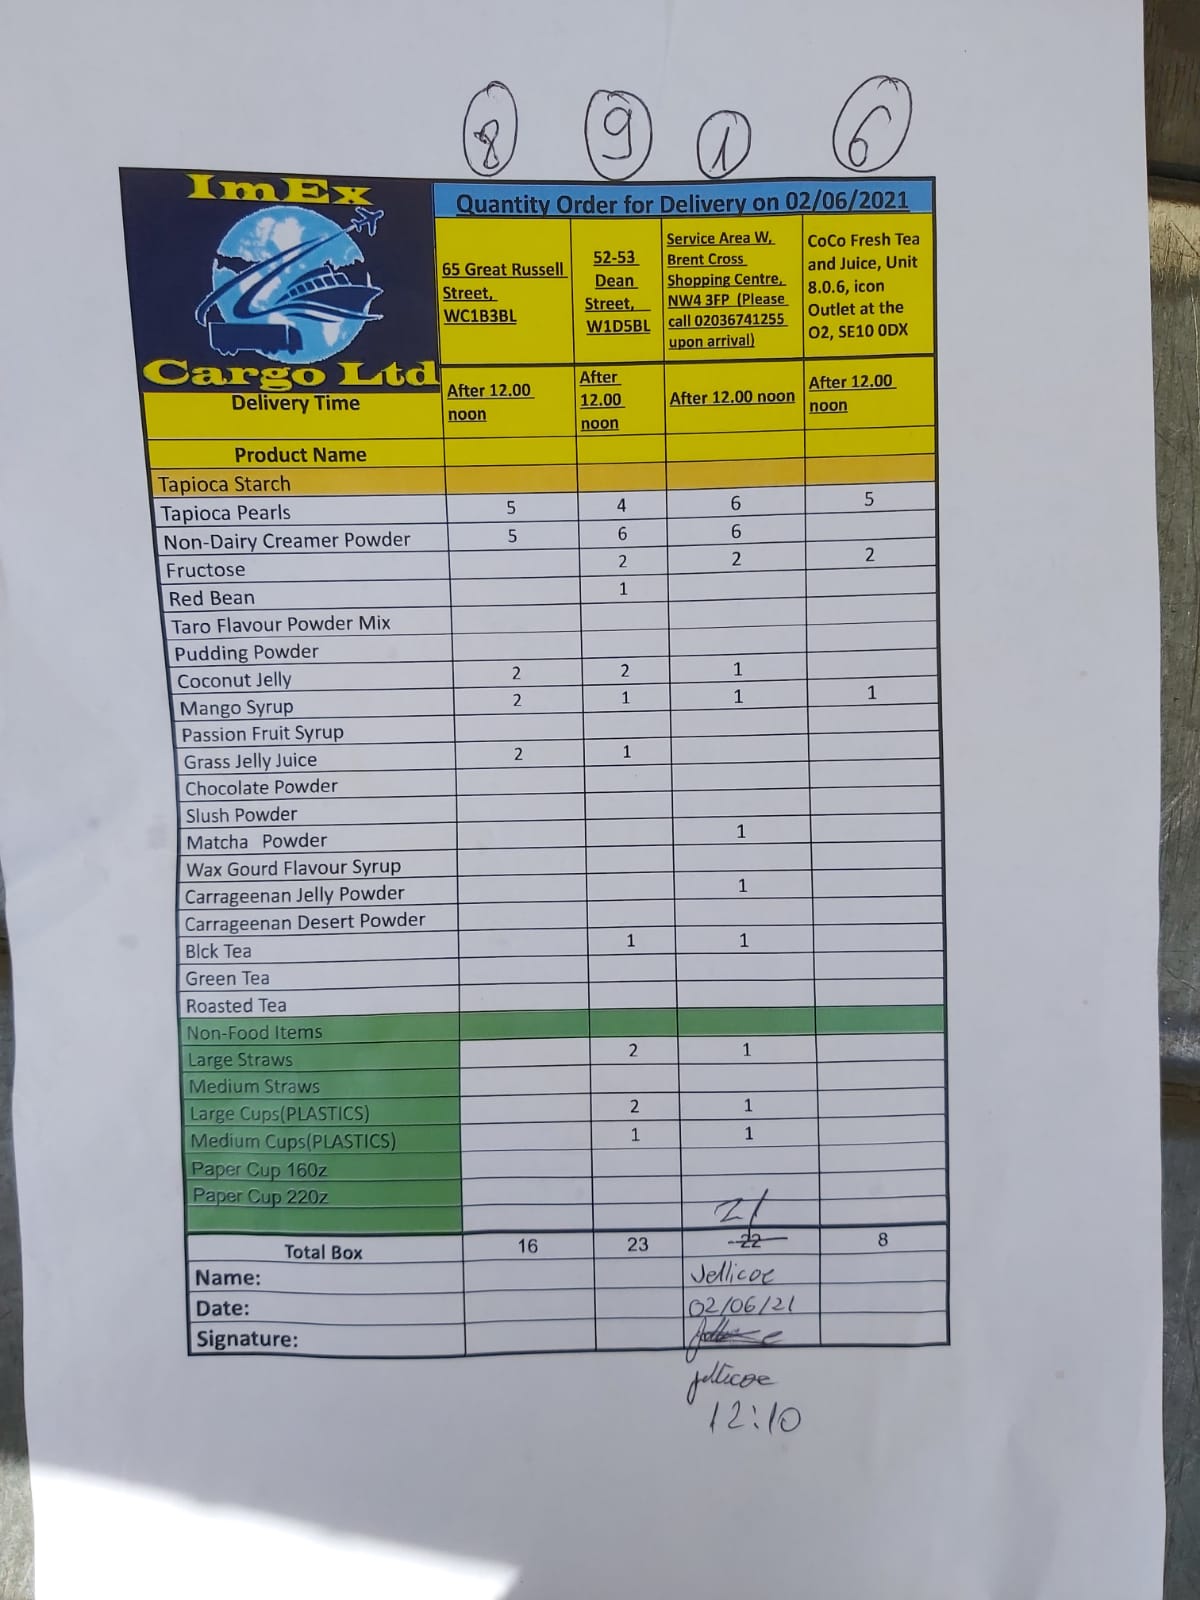 8 9 1 6
ImEx
Cargo Ltd
Quantity Order for Delivery on 02/06/2021
65 Great Russell
Street,
WC1B3BL
52-53
Dean
Street,
W1D5BL
Service Area W,
Brent Cross
Shopping Centre,
NW4 3FP (Please
call 02036741255
upon arrival)
CoCo Fresh Tea
and Juice, Unit
8.0.6, icon
Outlet at the
O2, SE10 0DX
Delivery Time
After 12.00
noon
After
12.00
noon
After 12.00 noon
After 12.00
noon
Product Name
Tapioca Starch
Tapioca Pearls 5 4 6 5
Non-Dairy Creamer Powder 5 6 6
Fructose 2 2 2
Red Bean 1
Taro Flavour Powder Mix
Pudding Powder
Coconut Jelly 2 2 1
Mango Syrup 2 1 1 1
Passion Fruit Syrup
Grass Jelly Juice 2 1
Chocolate Powder
Slush Powder
Matcha Powder 1
Wax Gourd Flavour Syrup
Carrageenan Jelly Powder 1
Carrageenan Desert Powder
Blck Tea 1 1
Green Tea
Roasted Tea
Non-Food Items
Large Straws 2 1
Medium Straws
Large Cups(PLASTICS) 2 1
Medium Cups(PLASTICS) 1 1
Paper Cup 160z
Paper Cup 220z
21
Total Box 16 23 22 8
Name: Jellicoe
Date: 02/06/21
Signature:
jellicoe
12:10